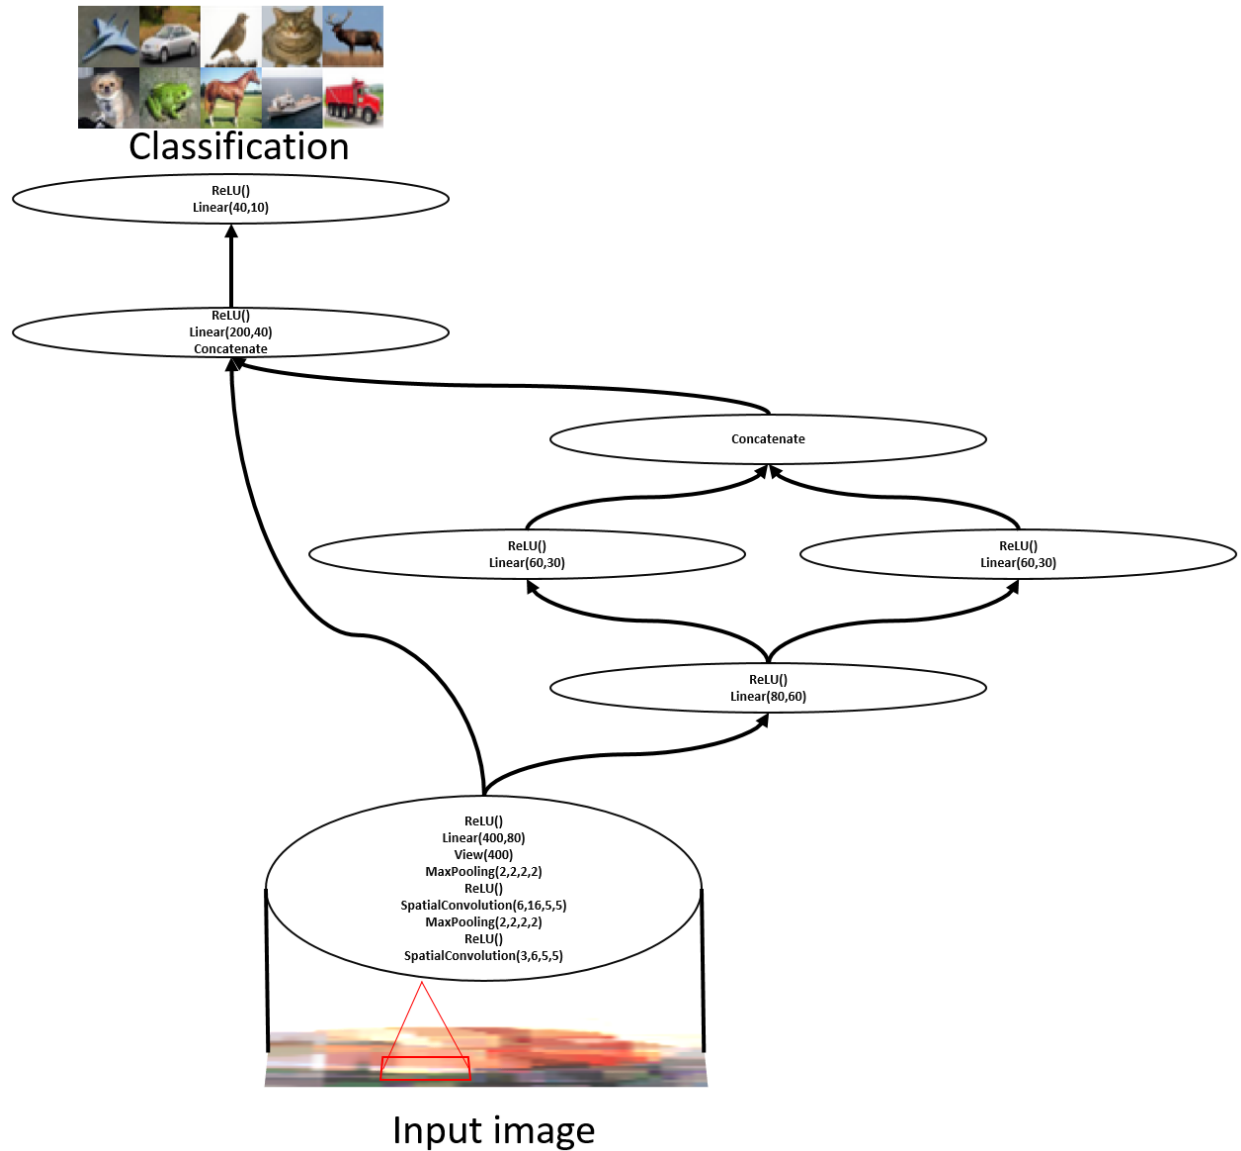 Classification
ReLU()
Linear(40,10)
ReLU()
Linear(200,40)
Concatenate
Concatenate
ReLU()
Linear(60,30)
ReLU()
Linear(60,30)
ReLU()
Linear(80,60)
ReLU()
Linear(400,80)
View(400)
MaxPooling(2,2,2,2)
ReLU()
SpatialConvolution(6,16,5,5)
MaxPooling(2,2,2,2)
ReLU()
SpatialConvolution(3,6,5,5)
Input image